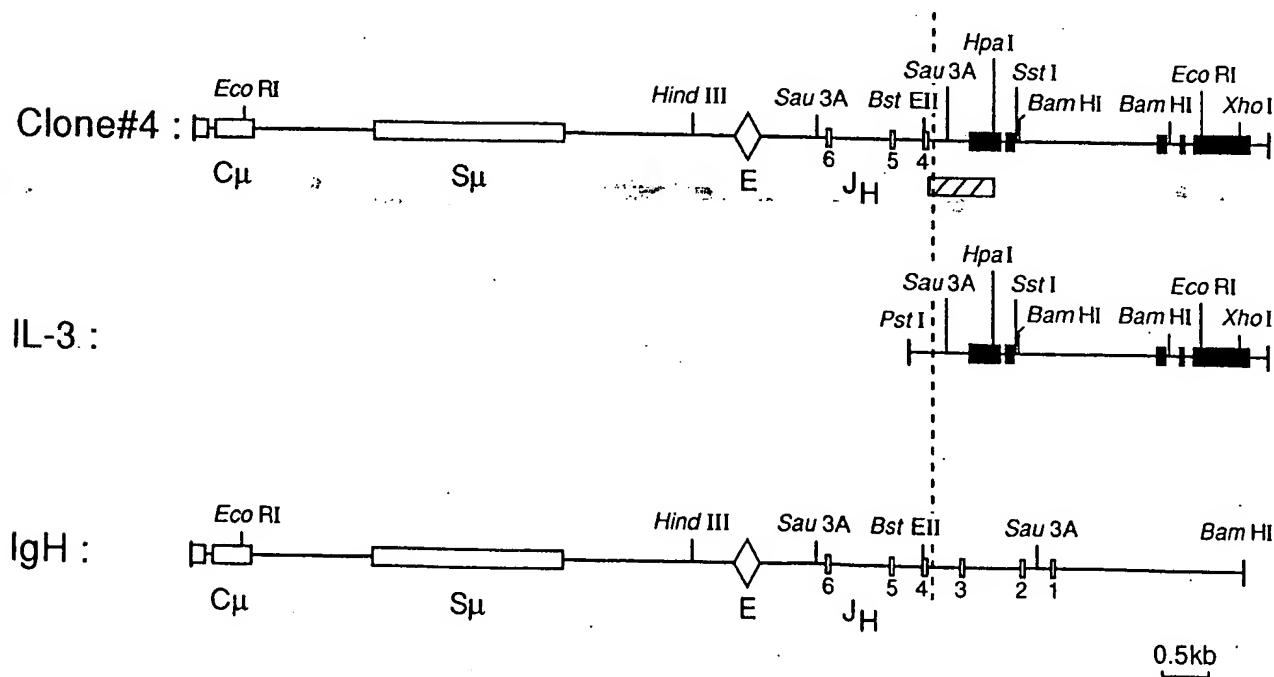 Hpa I
Sau 3A
Sst I
Eco RI
Eco RI
Hind III
Sau 3A
Bst EII
Bam HI
Bam HI
Xho I
Clone#4 :
6
5
4
Cμ
Sμ
E
JH
Hpa I
Sau 3A
Sst I
Eco RI
Pst I
Bam HI
Bam HI
Xho I
IL-3 :
Eco RI
Hind III
Sau 3A
Bst EII
Sau 3A
Bam HI
IgH :
6
5
4
3
2
1
Cμ
Sμ
E
JH
0.5kb